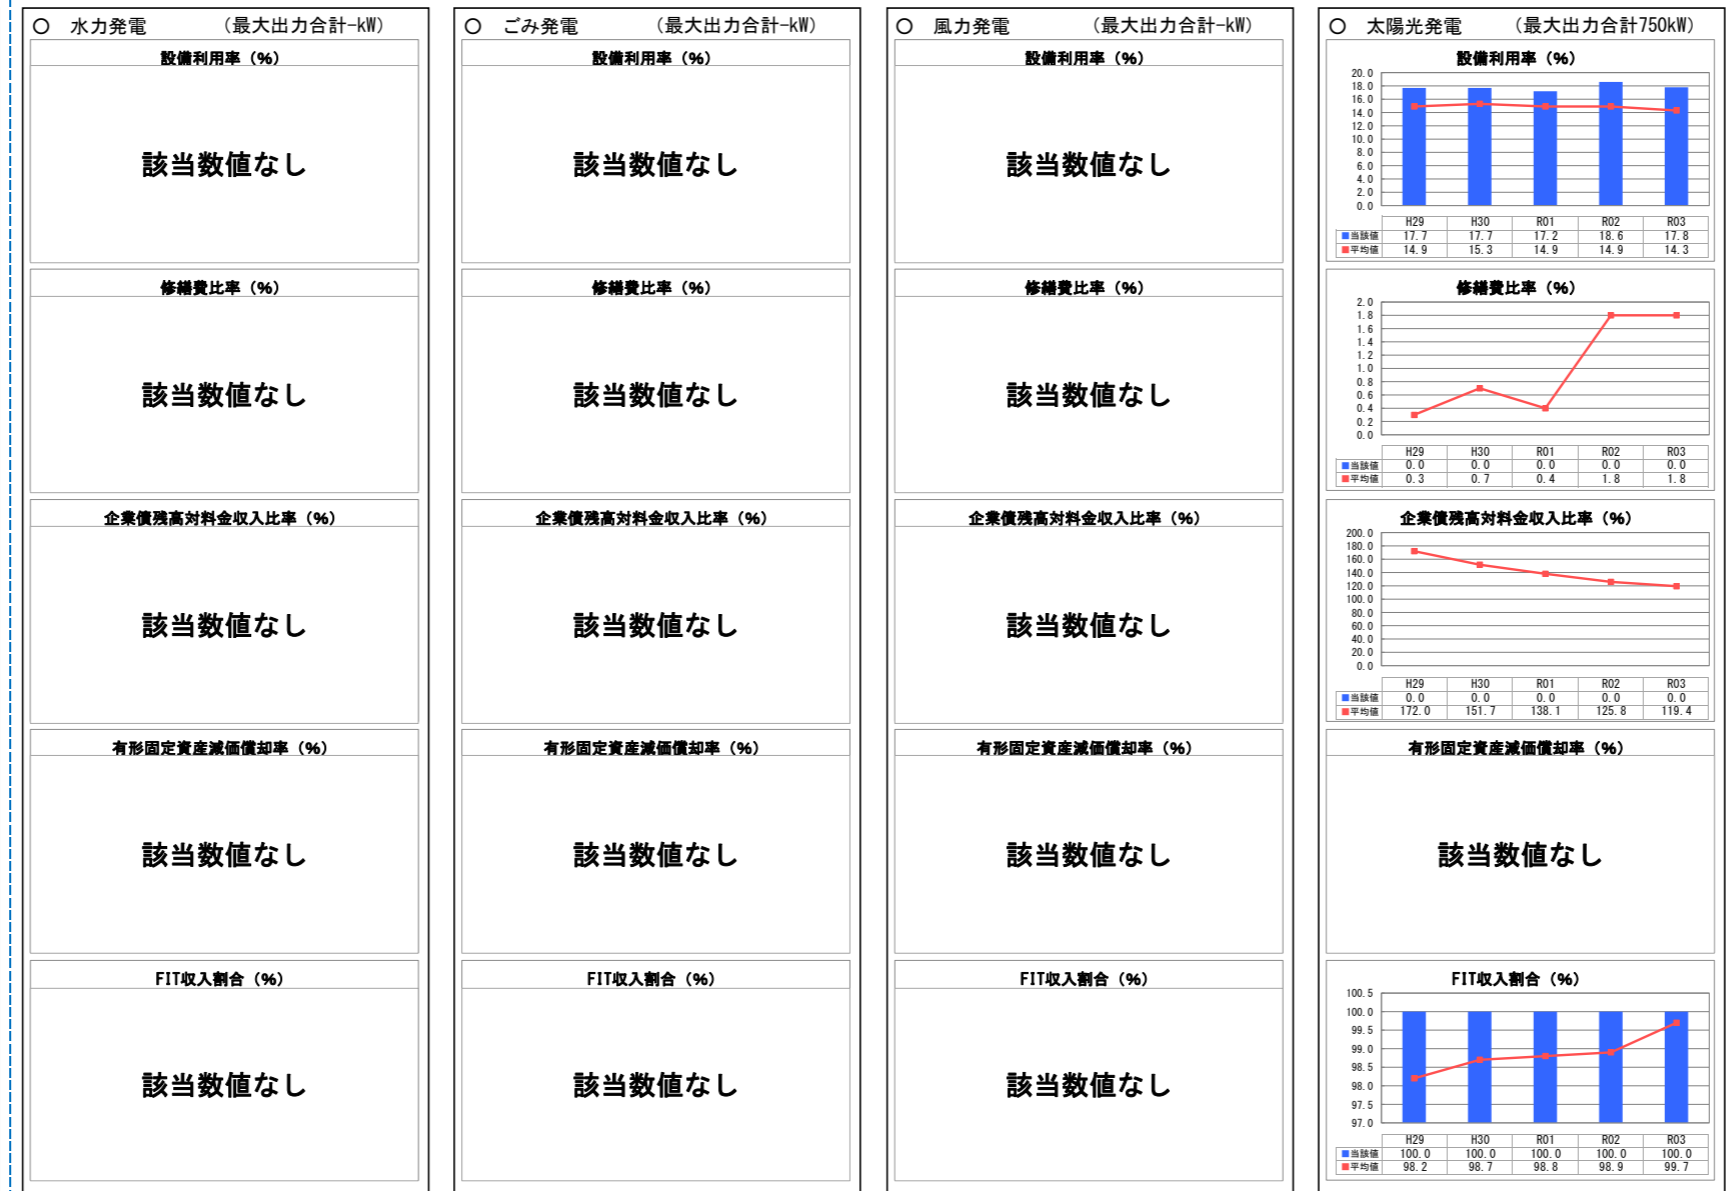 ○ 水力発電 （最大出力合計-kW）
設備利用率（%）
該当数値なし
修繕費比率（%）
該当数値なし
企業債残高対料金収入比率（%）
該当数値なし
有形固定資産減価償却率（%）
該当数値なし
FIT収入割合（%）
該当数値なし
○ ごみ発電 （最大出力合計-kW）
設備利用率（%）
該当数値なし
修繕費比率（%）
該当数値なし
企業債残高対料金収入比率（%）
該当数値なし
有形固定資産減価償却率（%）
該当数値なし
FIT収入割合（%）
該当数値なし
○ 風力発電 （最大出力合計-kW）
設備利用率（%）
該当数値なし
修繕費比率（%）
該当数値なし
企業債残高対料金収入比率（%）
該当数値なし
有形固定資産減価償却率（%）
該当数値なし
FIT収入割合（%）
該当数値なし
○ 太陽光発電 （最大出力合計750kW）
設備利用率（%）
20.0
18.0
16.0
14.0
12.0
10.0
8.0
6.0
4.0
2.0
0.0
H29 H30 R01 R02 R03
当該値 17.7 17.7 17.2 18.6 17.8
平均値 14.9 15.3 14.9 14.9 14.3
修繕費比率（%）
2.0
1.8
1.6
1.4
1.2
1.0
0.8
0.6
0.4
0.2
0.0
H29 H30 R01 R02 R03
当該値 0.0 0.0 0.0 0.0 0.0
平均値 0.3 0.7 0.4 1.8 1.8
企業債残高対料金収入比率（%）
200.0
180.0
160.0
140.0
120.0
100.0
80.0
60.0
40.0
20.0
0.0
H29 H30 R01 R02 R03
当該値 0.0 0.0 0.0 0.0 0.0
平均値 172.0 151.7 138.1 125.8 119.4
有形固定資産減価償却率（%）
該当数値なし
FIT収入割合（%）
100.5
100.0
99.5
99.0
98.5
98.0
97.5
97.0
H29 H30 R01 R02 R03
当該値 100.0 100.0 100.0 100.0 100.0
平均値 98.2 98.7 98.8 98.9 99.7